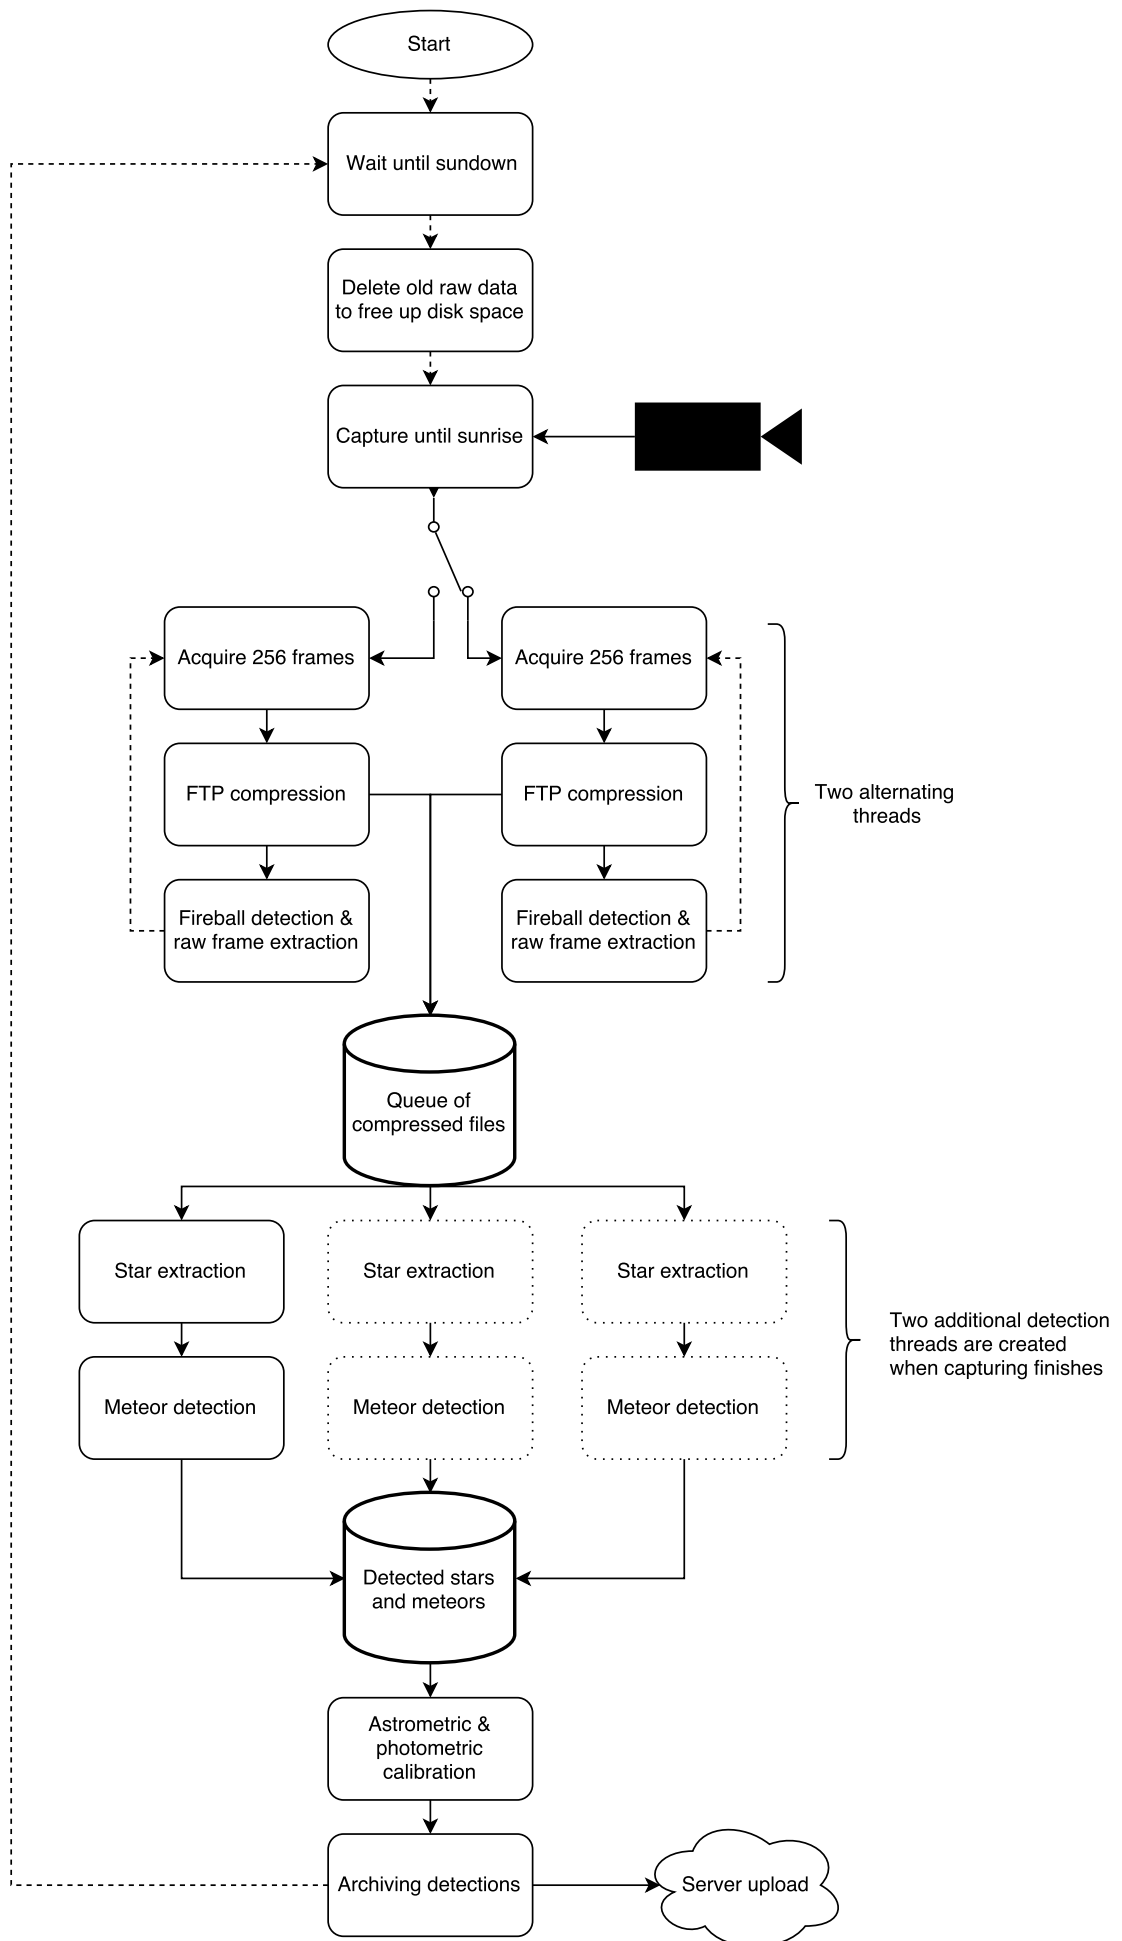 Start
Wait until sundown
Delete old raw data
to free up disk space
Capture until sunrise
Acquire 256 frames
Acquire 256 frames
FTP compression
FTP compression
Two alternating
threads
Fireball detection &
raw frame extraction
Fireball detection &
raw frame extraction
Queue of
compressed files
Star extraction
Star extraction
Star extraction
Two additional detection
threads are created
when capturing finishes
Meteor detection
Meteor detection
Meteor detection
Detected stars
and meteors
Astrometric &
photometric
calibration
Archiving detections
Server upload